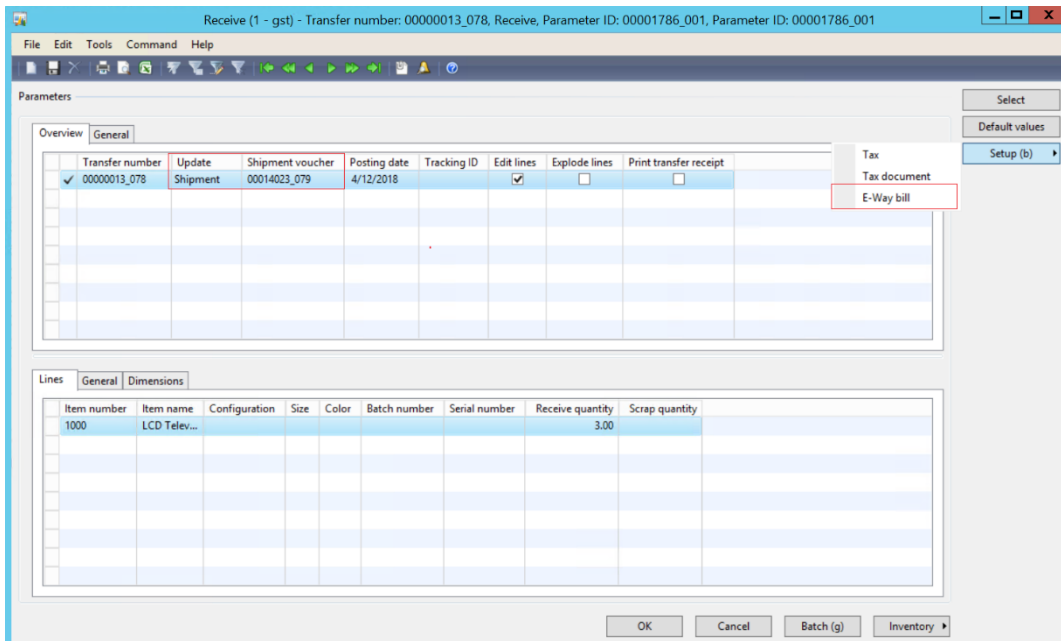 Receive (1 - gst) - Transfer number: 00000013_078, Receive, Parameter ID: 00001786_001, Parameter ID: 00001786_001
File Edit Tools Command Help
Parameters
Select
Default values
Setup (b)
Overview General
Transfer number Update Shipment voucher Posting date Tracking ID Edit lines Explode lines Print transfer receipt
00000013_078 Shipment 00014023_079 4/12/2018
Tax
Tax document
E-Way bill
Lines General Dimensions
Item number Item name Configuration Size Color Batch number Serial number Receive quantity Scrap quantity
1000 LCD Telev... 3.00
OK Cancel Batch (g) Inventory